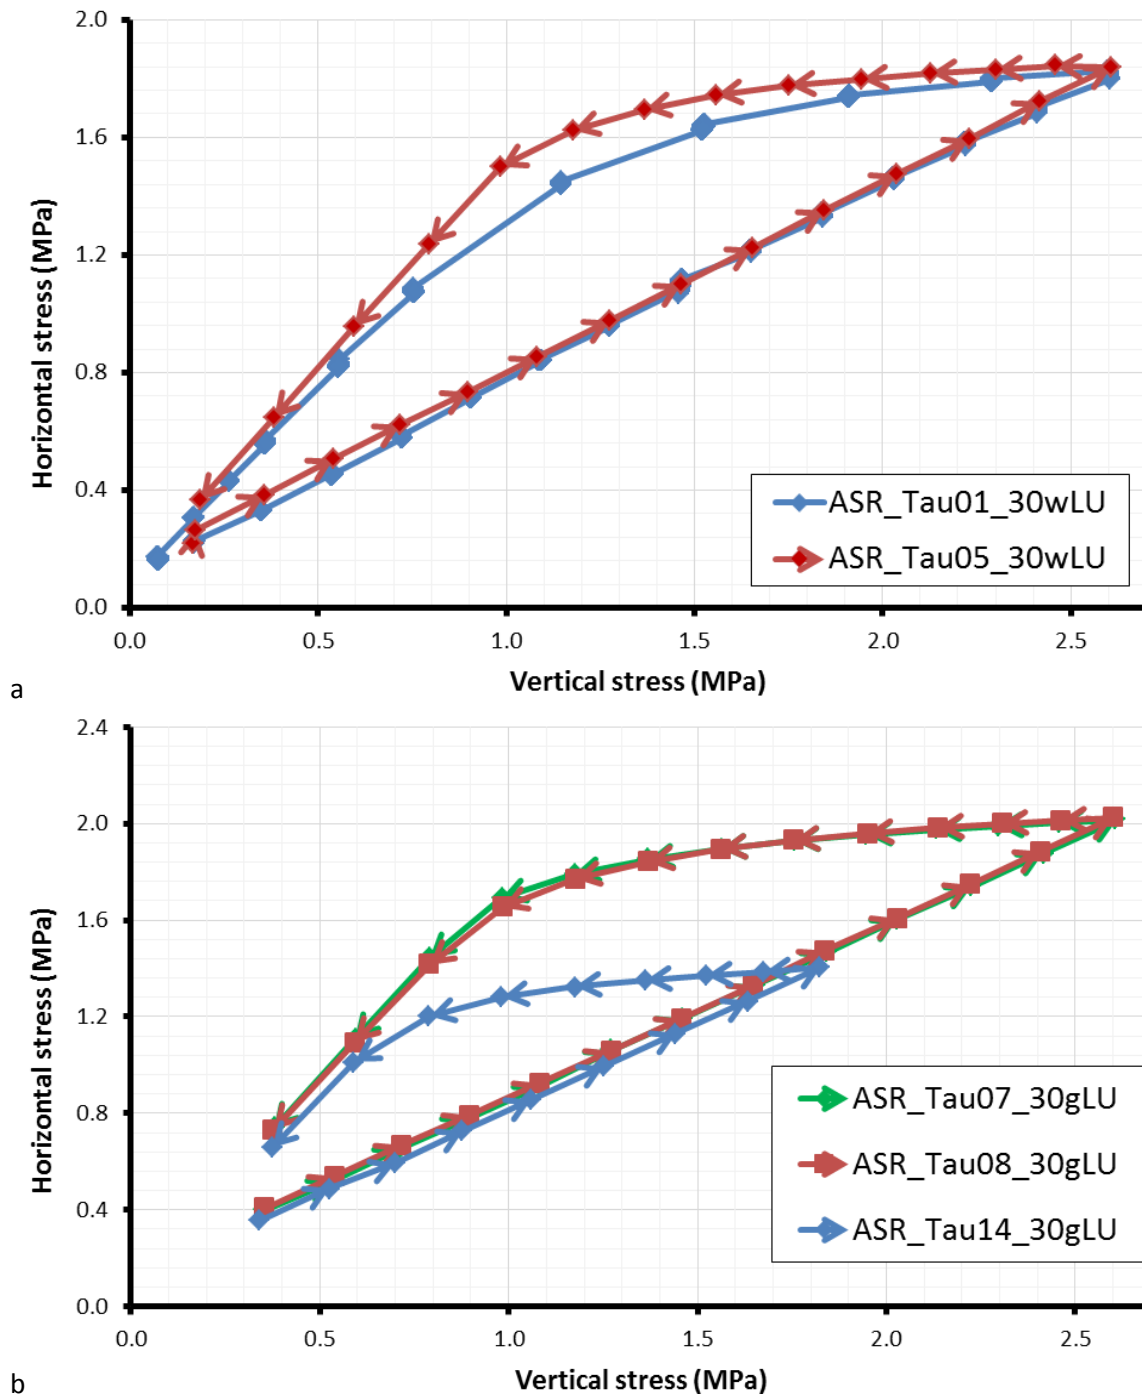 2.0
1.6
1.2
0.8
0.4
0.0
Horizontal stress (MPa)
ASR_Tau01_30wLU
ASR_Tau05_30wLU
0.0 0.5 1.0 1.5 2.0 2.5
Vertical stress (MPa)
a
2.4
2.0
1.6
1.2
0.8
0.4
0.0
Horizontal stress (MPa)
ASR_Tau07_30gLU
ASR_Tau08_30gLU
ASR_Tau14_30gLU
0.0 0.5 1.0 1.5 2.0 2.5
Vertical stress (MPa)
b